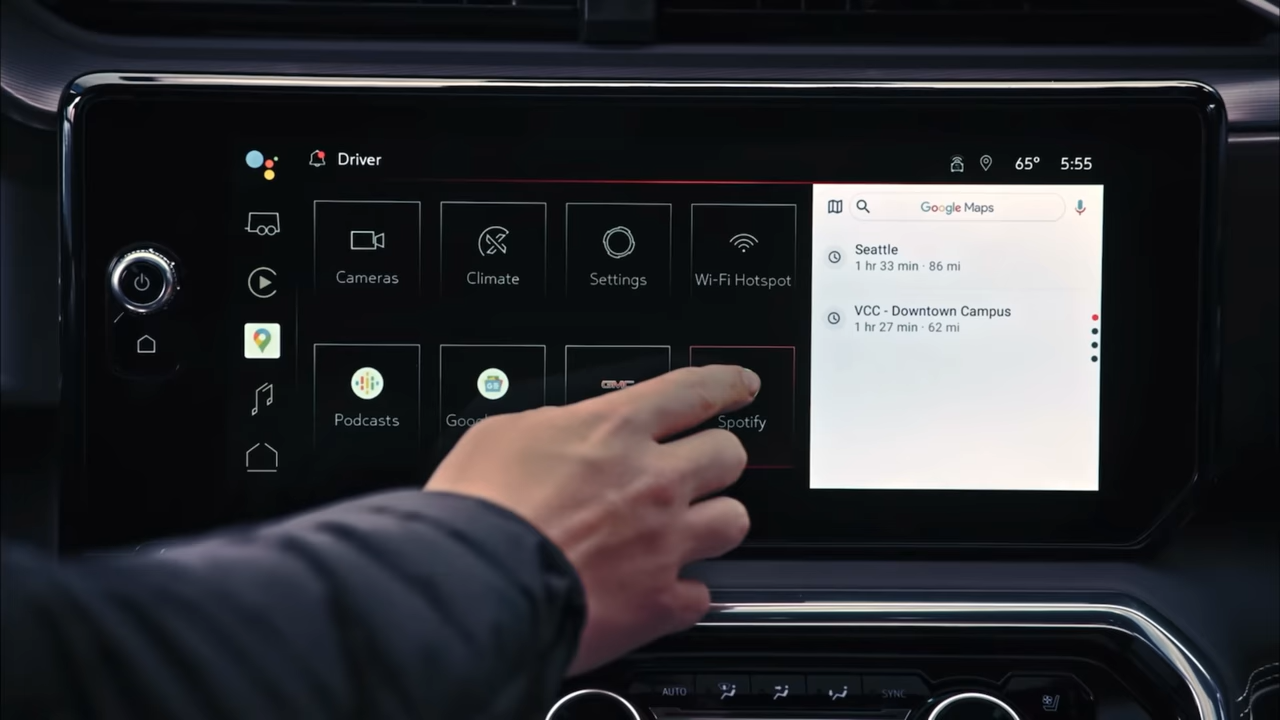 Driver
65° 5:55
Cameras
Climate
Settings
Wi-Fi Hotspot
Podcasts
GMC
Spotify
Google Maps
Seattle
1 hr 33 min · 86 mi
VCC - Downtown Campus
1 hr 27 min · 62 mi
AUTO
SYNC